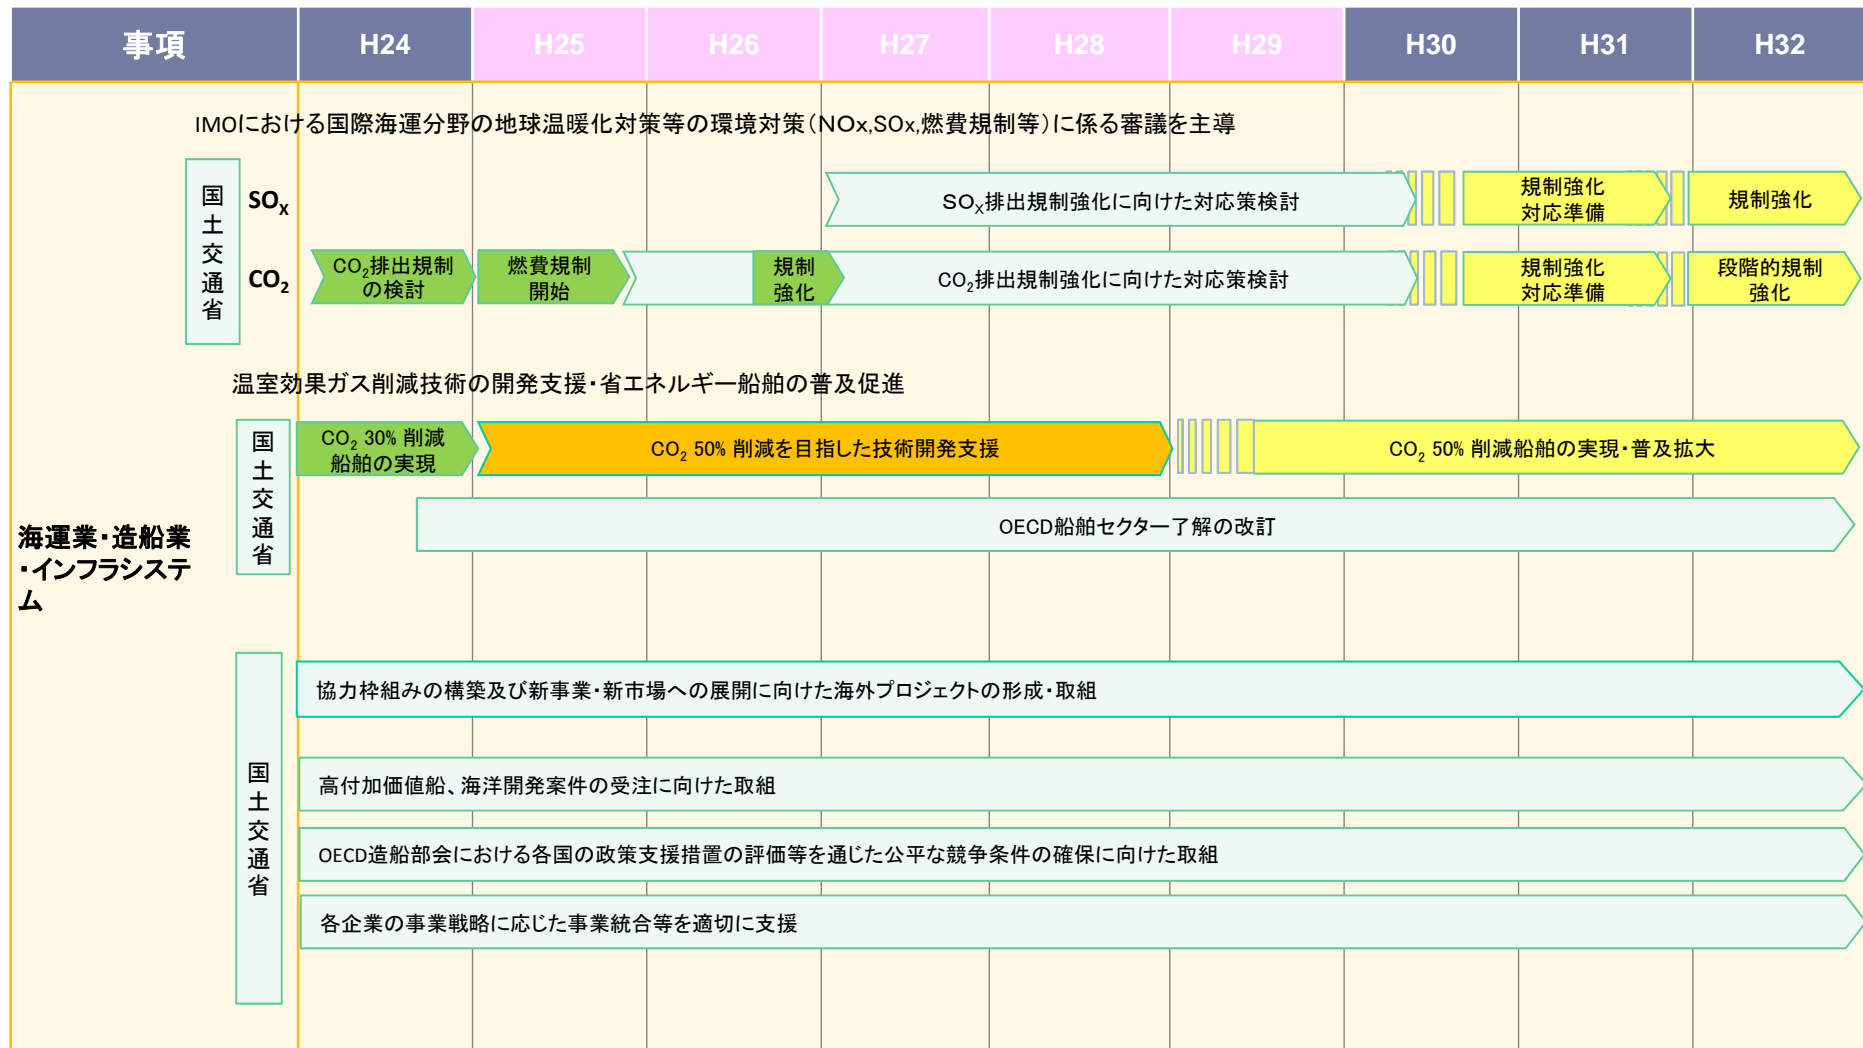 事項 H24 H25 H26 H27 H28 H29 H30 H31 H32
IMOにおける国際海運分野の地球温暖化対策等の環境対策(NOx,SOx,燃費規制等)に係る審議を主導
国土交通省
SOX
SOX排出規制強化に向けた対応策検討
規制強化
対応準備
規制強化
CO2
CO2排出規制
の検討
燃費規制
開始
規制
強化
CO2排出規制強化に向けた対応策検討
規制強化
対応準備
段階的規制
強化
温室効果ガス削減技術の開発支援・省エネルギー船舶の普及促進
国土交通省
CO2 30% 削減
船舶の実現
CO2 50% 削減を目指した技術開発支援
CO2 50% 削減船舶の実現・普及拡大
OECD船舶セクター了解の改訂
海運業・造船業
・インフラシステ
ム
国土交通省
協力枠組みの構築及び新事業・新市場への展開に向けた海外プロジェクトの形成・取組
高付加価値船、海洋開発案件の受注に向けた取組
OECD造船部会における各国の政策支援措置の評価等を通じた公平な競争条件の確保に向けた取組
各企業の事業戦略に応じた事業統合等を適切に支援